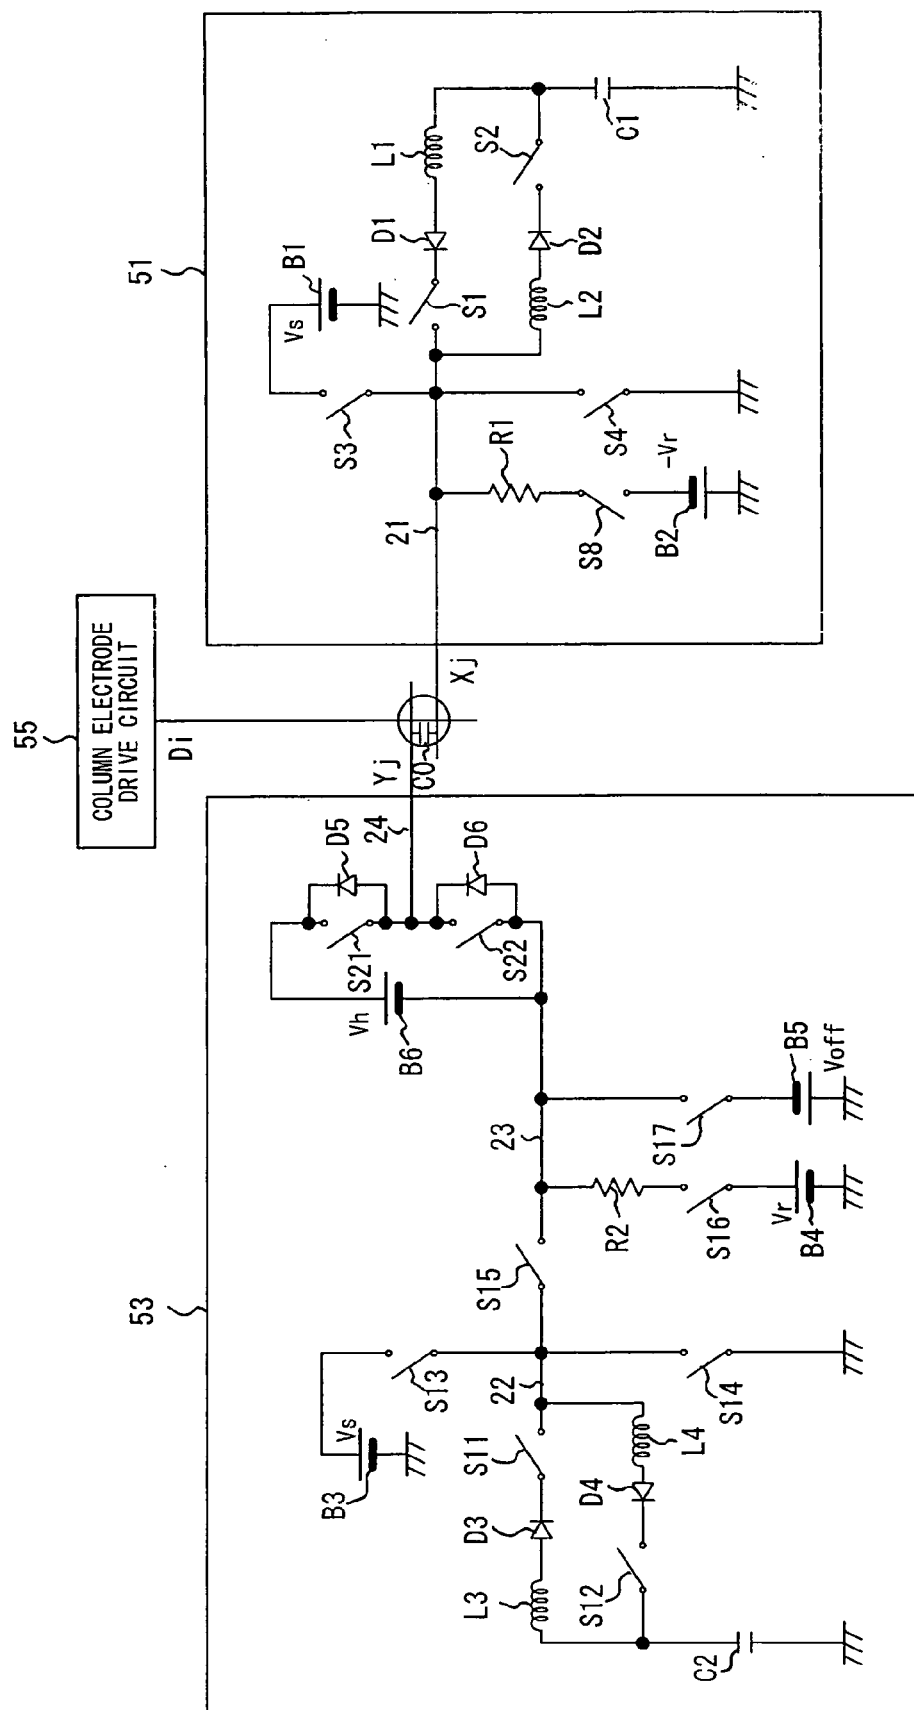 55
COLUMN ELECTRODE
DRIVE CIRCUIT
Di
53
B3
Vs
S13
L3
D3
S11
22
S12
D4
L4
C2
S14
S15
23
R2
S16
Vr
B4
S17
B5
Voff
Vh
B6
S21
D5
S22
D6
24
Yj
C0
Xj
51
21
S3
Vs
B1
S1
D1
L1
L2
D2
S2
C1
R1
S8
-Vr
B2
S4